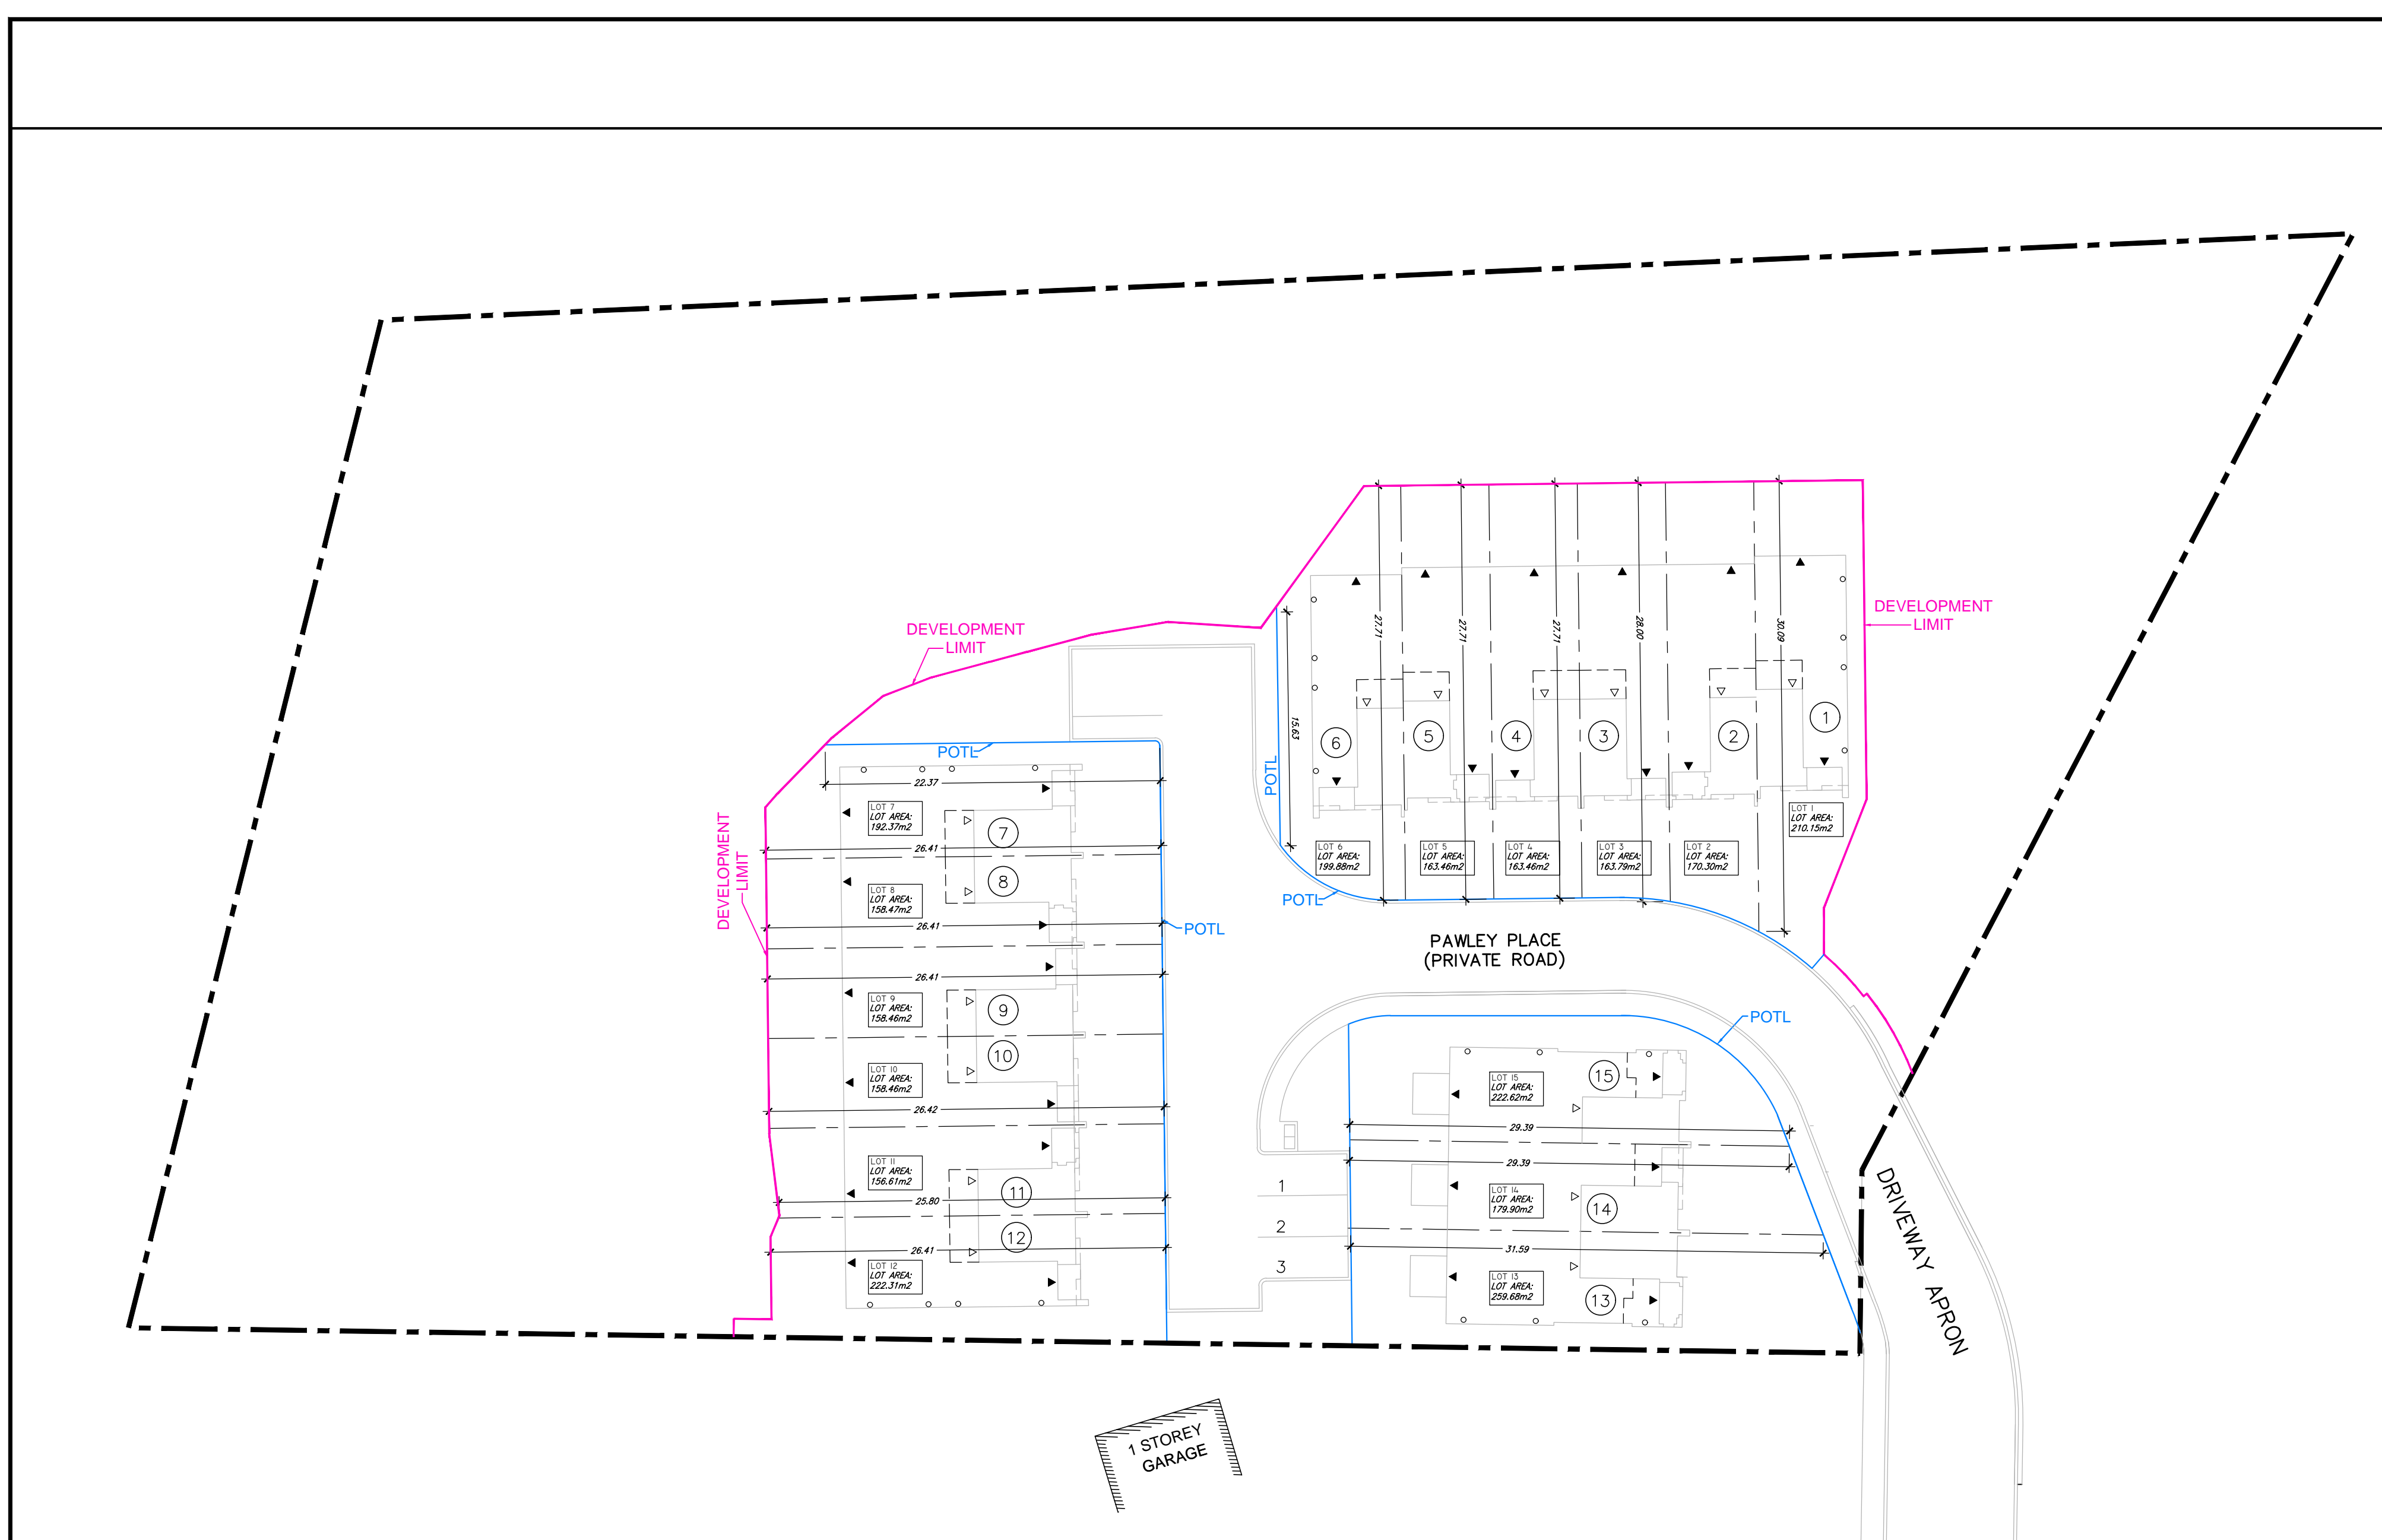 27.71
27.71
27.71
28.00
30.09
15.63
DEVELOPMENT
LIMIT
DEVELOPMENT
LIMIT
DEVELOPMENT
LIMIT
POTL
POTL
POTL
POTL
POTL
6
5
4
3
2
1
LOT 6
LOT AREA:
199.88m2
LOT 5
LOT AREA:
163.46m2
LOT 4
LOT AREA:
163.46m2
LOT 3
LOT AREA:
163.79m2
LOT 2
LOT AREA:
170.30m2
LOT 1
LOT AREA:
210.15m2
22.37
LOT 7
LOT AREA:
192.37m2
7
26.41
8
LOT 8
LOT AREA:
158.47m2
26.41
26.41
LOT 9
LOT AREA:
158.46m2
9
10
LOT 10
LOT AREA:
158.46m2
26.42
LOT 11
LOT AREA:
156.61m2
11
25.80
12
26.41
LOT 12
LOT AREA:
222.31m2
PAWLEY PLACE
(PRIVATE ROAD)
15
LOT 15
LOT AREA:
222.62m2
29.39
29.39
LOT 14
LOT AREA:
179.90m2
14
31.59
LOT 13
LOT AREA:
259.68m2
13
1
2
3
DRIVEWAY APRON
1 STOREY
GARAGE